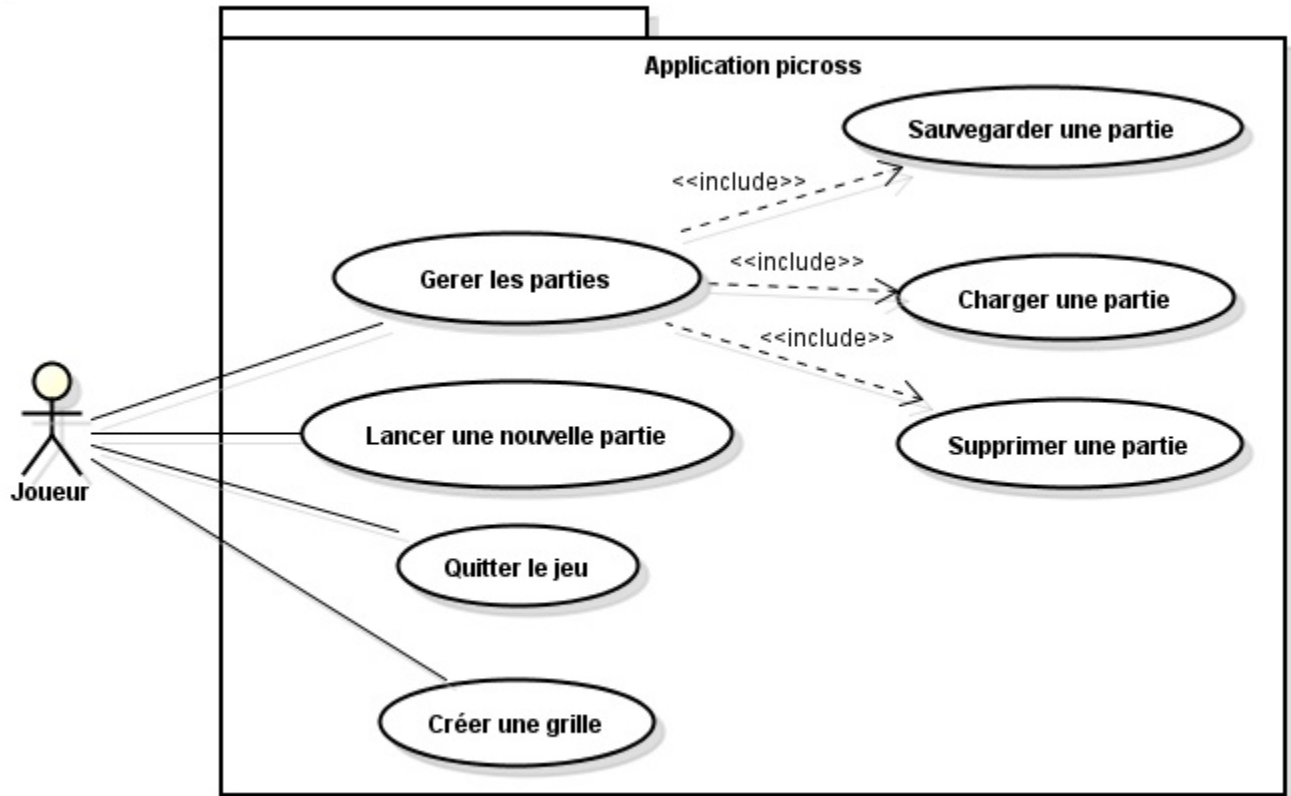 Application picross
Sauvegarder une partie
<<include>>
Gerer les parties
<<include>>
Charger une partie
<<include>>
Lancer une nouvelle partie
Supprimer une partie
Joueur
Quitter le jeu
Créer une grille